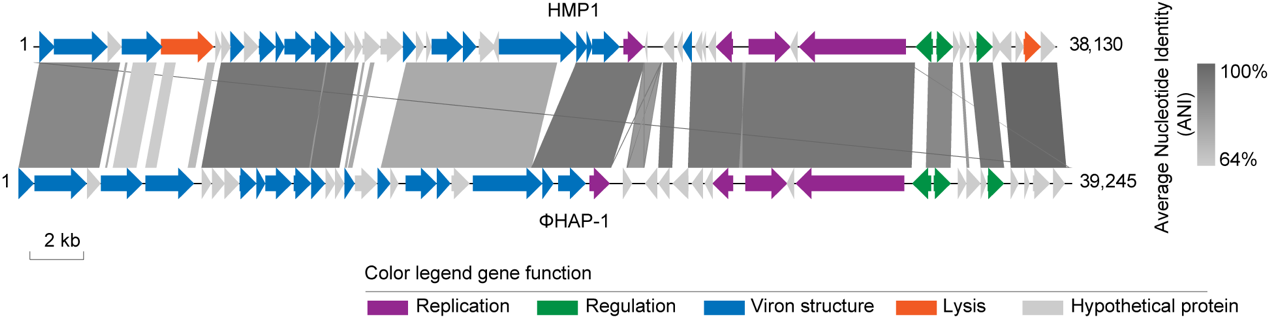 HMP1
1
38,130
1
39,245
ΦHAP-1
2 kb
Average Nucleotide Identity
(ANI)
100%
64%
Color legend gene function
Replication
Regulation
Viron structure
Lysis
Hypothetical protein